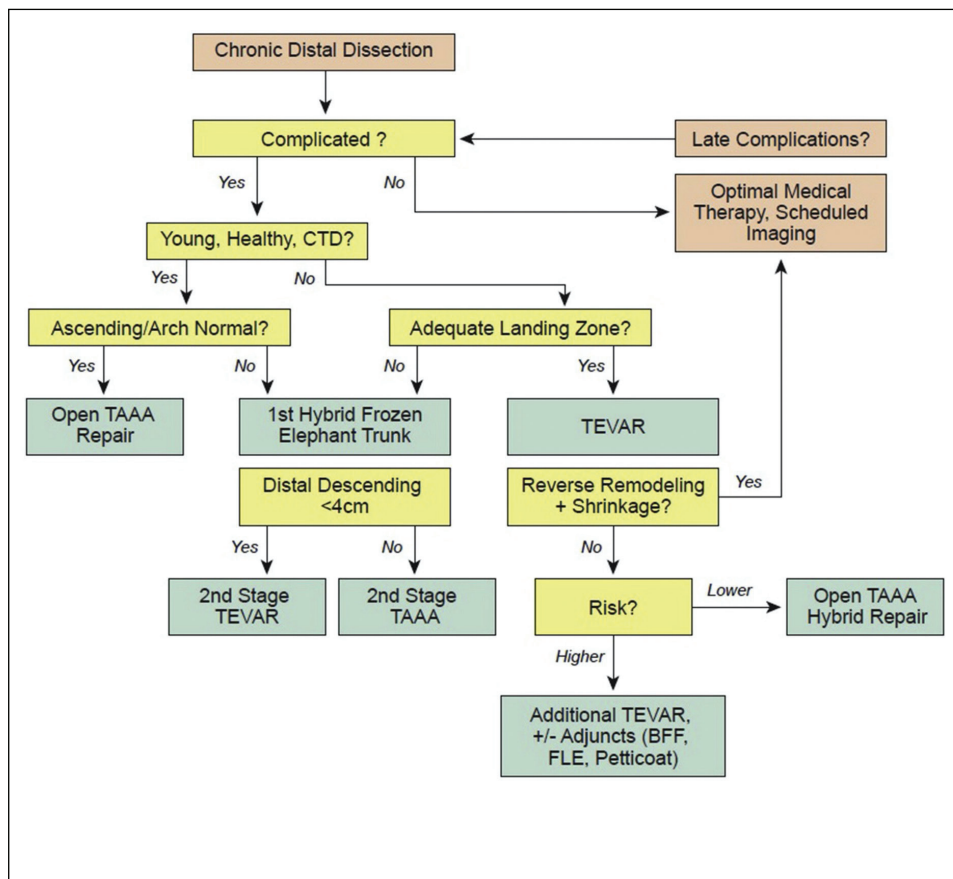 Chronic Distal Dissection
Complicated ?
Late Complications?
Yes
No
Optimal Medical
Therapy, Scheduled
Imaging
Young, Healthy, CTD?
Yes
No
Ascending/Arch Normal?
Adequate Landing Zone?
Yes
No
No
Yes
Open TAAA
Repair
1st Hybrid Frozen
Elephant Trunk
TEVAR
Distal Descending
<4cm
Reverse Remodeling
+ Shrinkage?
Yes
Yes
No
No
2nd Stage
TEVAR
2nd Stage
TAAA
Risk?
Lower
Open TAAA
Hybrid Repair
Higher
Additional TEVAR,
+/- Adjuncts (BFF,
FLE, Petticoat)